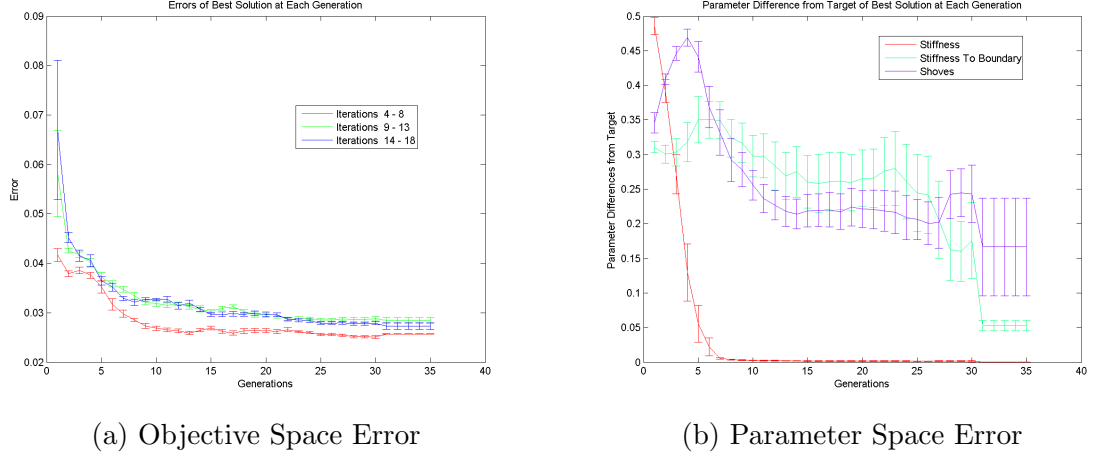 Errors of Best Solution at Each Generation
0.09
0.08
0.07
0.06
0.05
0.04
0.03
0.02
Error
Iterations 4 - 8
Iterations 9 - 13
Iterations 14 - 18
0 5 10 15 20 25 30 35 40
Generations
(a) Objective Space Error
Parameter Difference from Target of Best Solution at Each Generation
0.5
0.45
0.4
0.35
0.3
0.25
0.2
0.15
0.1
0.05
0
Parameter Differences from Target
Stiffness
Stiffness To Boundary
Shoves
0 5 10 15 20 25 30 35 40
Generations
(b) Parameter Space Error